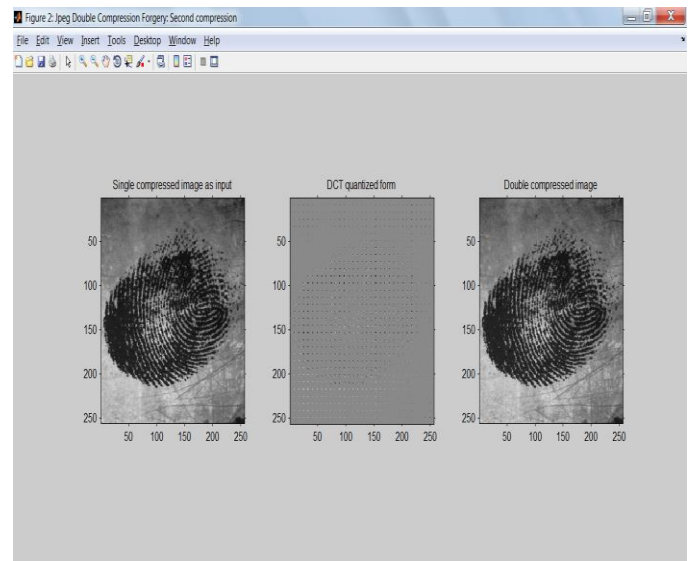 Figure 2: Jpeg Double Compression Forgery: Second compression
File Edit View Insert Tools Desktop Window Help
Single compressed image as input
DCT quantized form
Double compressed image
50
100
150
200
250
50 100 150 200 250
50
100
150
200
250
50 100 150 200 250
50
100
150
200
250
50 100 150 200 250